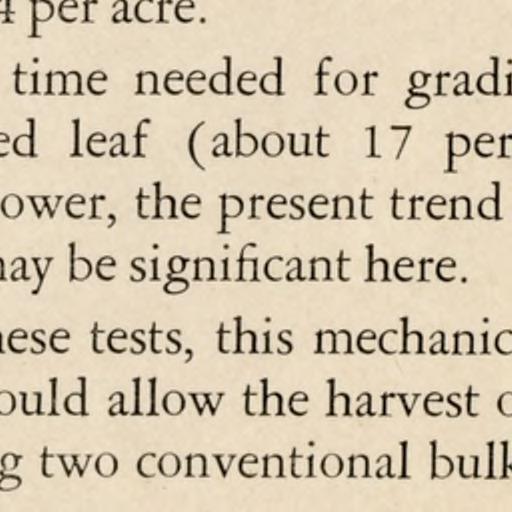 4 per acre.
time needed for gradi
ed leaf (about 17 per
ower, the present trend
nay be significant here.
nese tests, this mechanic
ould allow the harvest o
g two conventional bulk